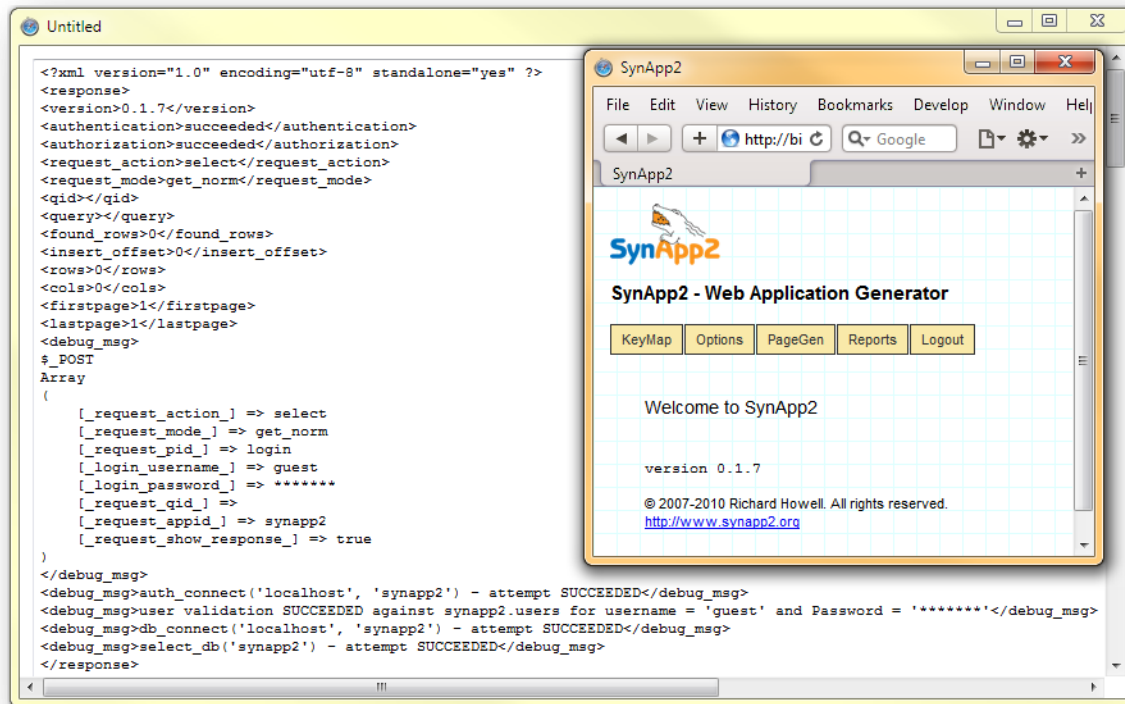 Untitled
<?xml version="1.0" encoding="utf-8" standalone="yes" ?>
<response>
<version>0.1.7</version>
<authentication>succeeded</authentication>
<authorization>succeeded</authorization>
<request_action>select</request_action>
<request_mode>get_norm</request_mode>
<qid></qid>
<query></query>
<found_rows>0</found_rows>
<insert_offset>0</insert_offset>
<rows>0</rows>
<cols>0</cols>
<firstpage>1</firstpage>
<lastpage>1</lastpage>
<debug_msg>
$_POST
Array
(
    [_request_action_] => select
    [_request_mode_] => get_norm
    [_request_pid_] => login
    [_login_username_] => guest
    [_login_password_] => *******
    [_request_qid_] =>
    [_request_appid_] => synapp2
    [_request_show_response_] => true
)
</debug_msg>
<debug_msg>auth_connect('localhost', 'synapp2') - attempt SUCCEEDED</debug_msg>
<debug_msg>user validation SUCCEEDED against synapp2.users for username = 'guest' and Password = '*******'</debug_msg>
<debug_msg>db_connect('localhost', 'synapp2') - attempt SUCCEEDED</debug_msg>
<debug_msg>select_db('synapp2') - attempt SUCCEEDED</debug_msg>
</response>
SynApp2
File Edit View History Bookmarks Develop Window Help
http://bi Google
SynApp2
SynApp2
SynApp2 - Web Application Generator
KeyMap Options PageGen Reports Logout
Welcome to SynApp2
version 0.1.7
© 2007-2010 Richard Howell. All rights reserved.
http://www.synapp2.org